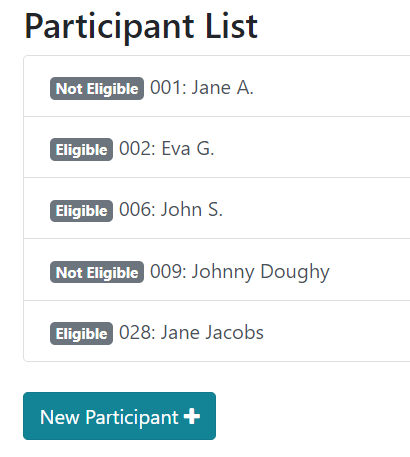 Participant List
Not Eligible 001: Jane A.
Eligible 002: Eva G.
Eligible 006: John S.
Not Eligible 009: Johnny Doughy
Eligible 028: Jane Jacobs
New Participant +